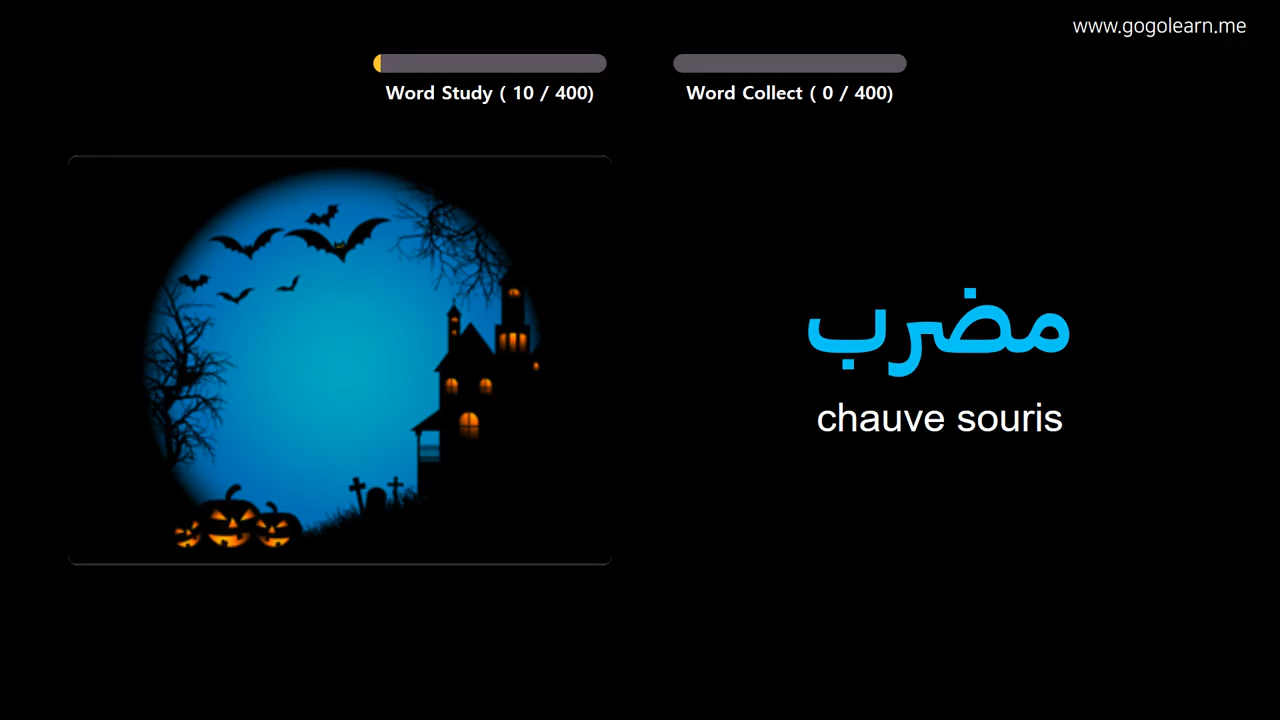 www.gogolearn.me
Word Study ( 10 / 400)
Word Collect ( 0 / 400)
مضرب
chauve souris